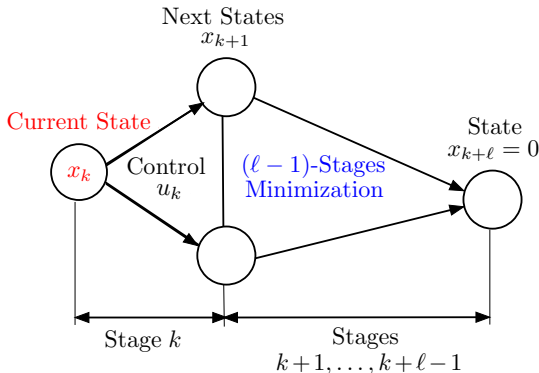 Next States
x_{k+1}
Current State
x_k
Control
u_k
(ℓ − 1)-Stages
Minimization
State
x_{k+ℓ} = 0
Stage k
Stages
k+1, . . . , k+ℓ−1